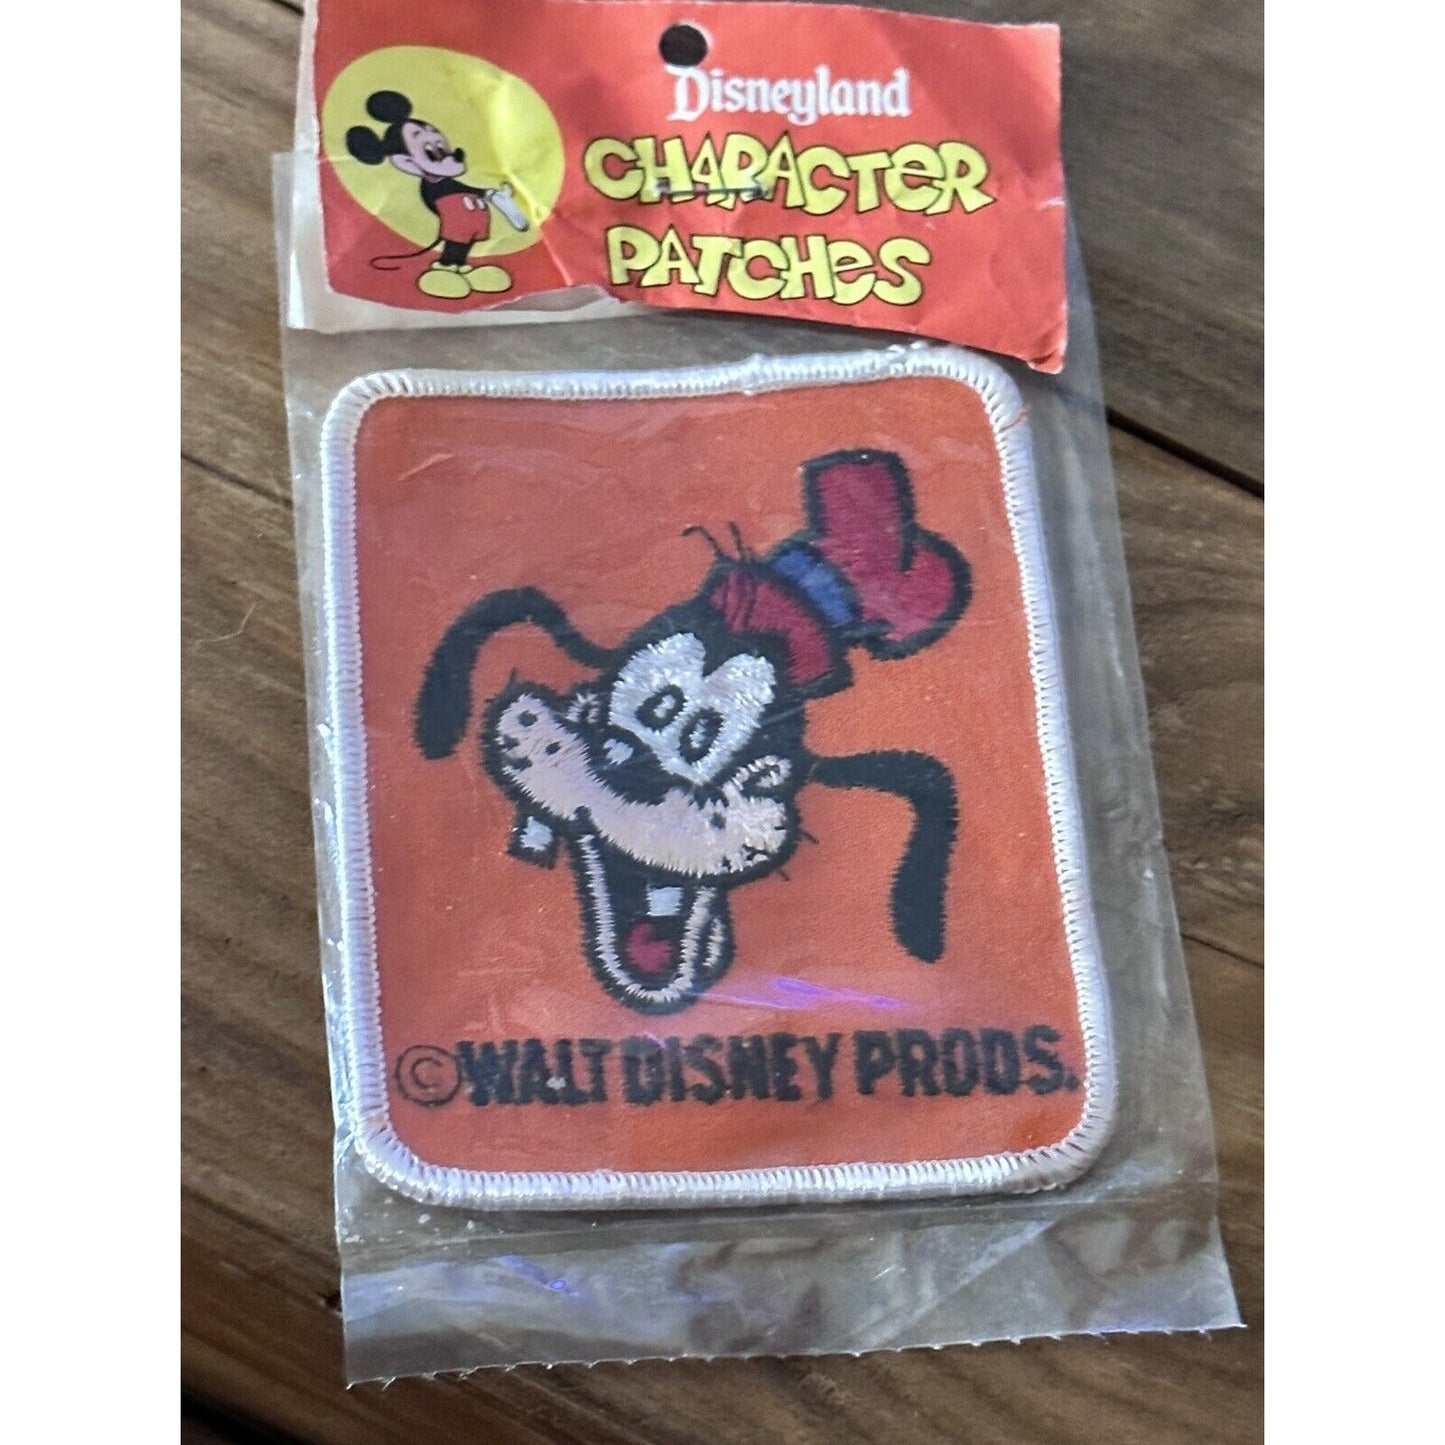 Disneyland
CHARACTER
PATCHES
©WALT DISNEY PRODS.